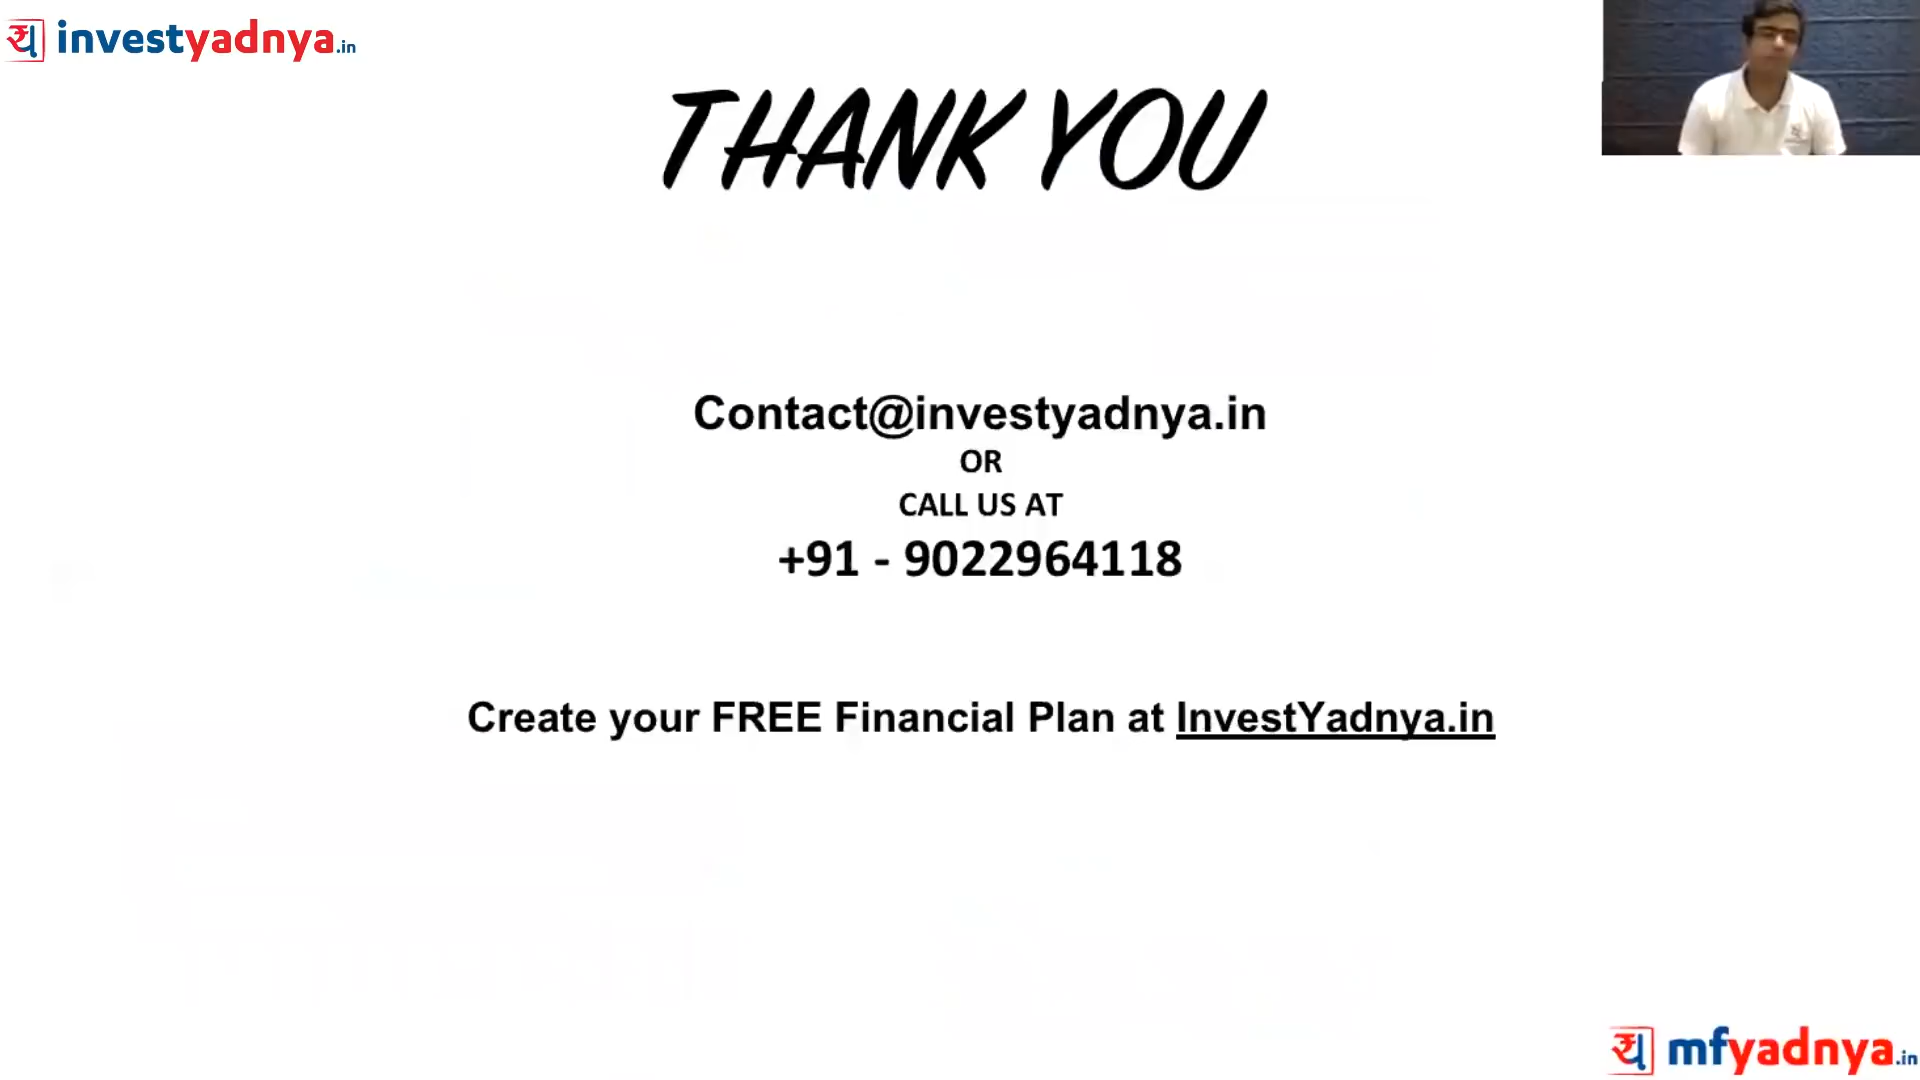 investyadnya.in
THANK YOU
Contact@investyadnya.in
OR
CALL US AT
+91 - 9022964118
Create your FREE Financial Plan at InvestYadnya.in
mfyadnya.in